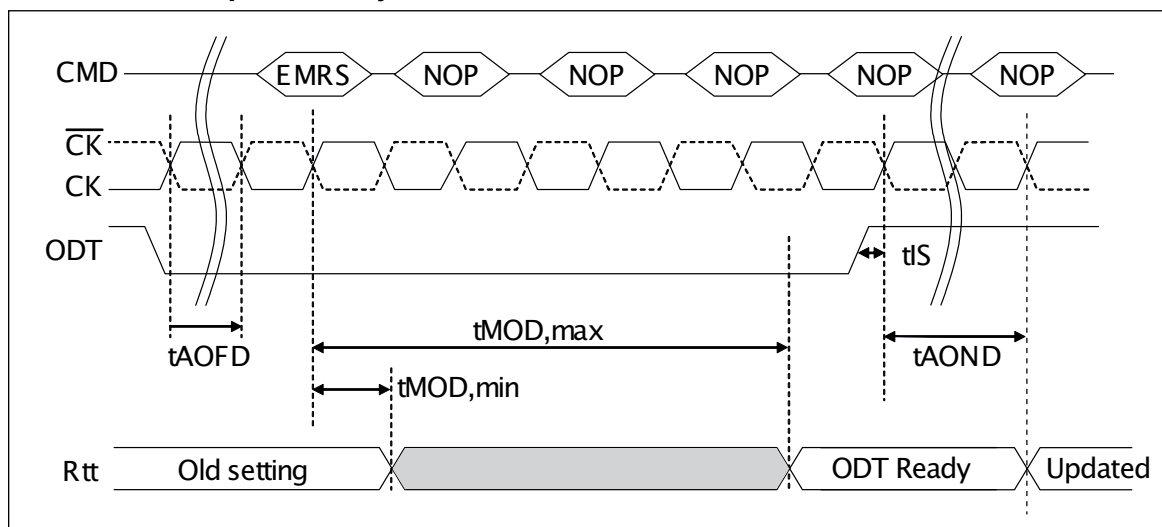 CMD EMRS NOP NOP NOP NOP NOP
CK
CK
ODT
tIS
tMOD,max
tAOFD
tAOND
tMOD,min
Rtt Old setting ODT Ready Updated